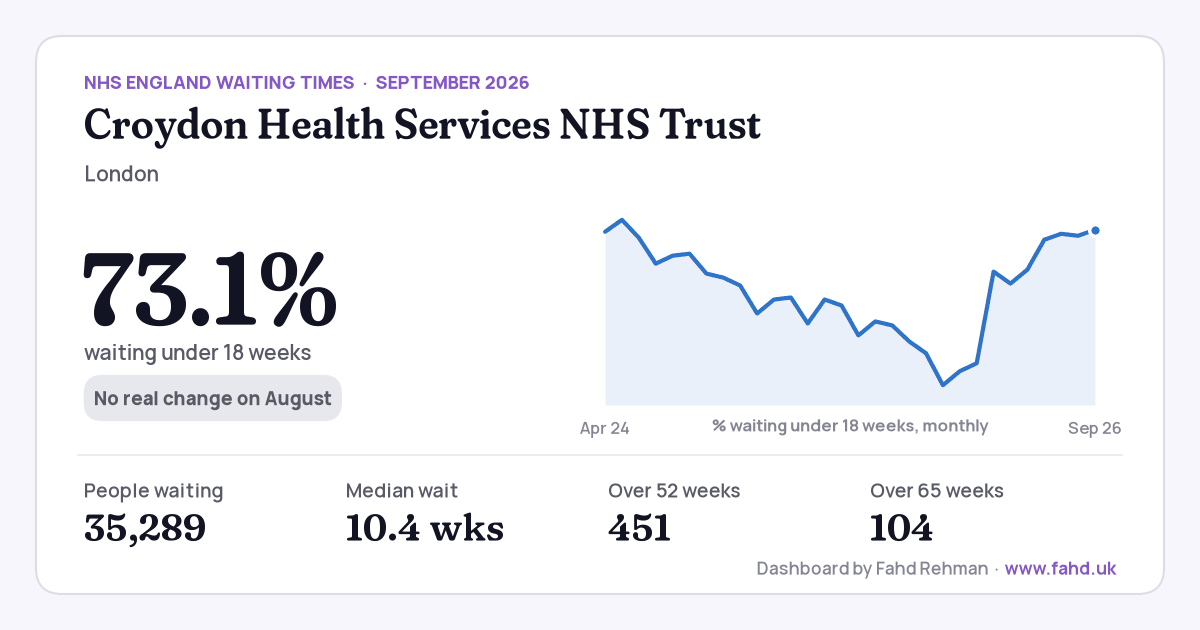 NHS ENGLAND WAITING TIMES · SEPTEMBER 2026
Croydon Health Services NHS Trust
London
73.1%
waiting under 18 weeks
No real change on August
Apr 24
% waiting under 18 weeks, monthly
Sep 26
People waiting
35,289
Median wait
10.4 wks
Over 52 weeks
451
Over 65 weeks
104
Dashboard by Fahd Rehman · www.fahd.uk